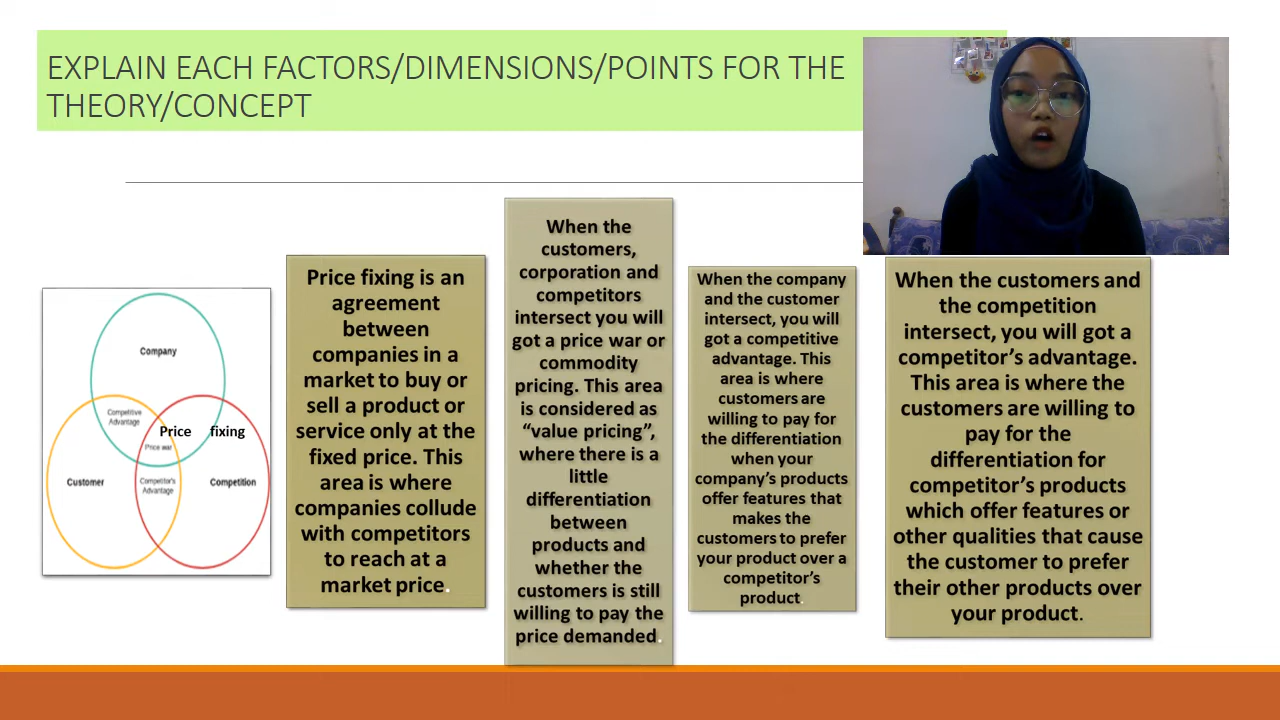 EXPLAIN EACH FACTORS/DIMENSIONS/POINTS FOR THE
THEORY/CONCEPT
Company
Competitive
Advantage
Price fixing
Price war
Customer
Competitor's
Advantage
Competition
Price fixing is an
agreement
between
companies in a
market to buy or
sell a product or
service only at the
fixed price. This
area is where
companies collude
with competitors
to reach at a
market price.
When the
customers,
corporation and
competitors
intersect you will
got a price war or
commodity
pricing. This area
is considered as
“value pricing”,
where there is a
little
differentiation
between
products and
whether the
customers is still
willing to pay the
price demanded.
When the company
and the customer
intersect, you will
got a competitive
advantage. This
area is where
customers are
willing to pay for
the differentiation
when your
company’s products
offer features that
makes the
customers to prefer
your product over a
competitor’s
product.
When the customers and
the competition
intersect, you will got a
competitor’s advantage.
This area is where the
customers are willing to
pay for the
differentiation for
competitor’s products
which offer features or
other qualities that cause
the customer to prefer
their other products over
your product.